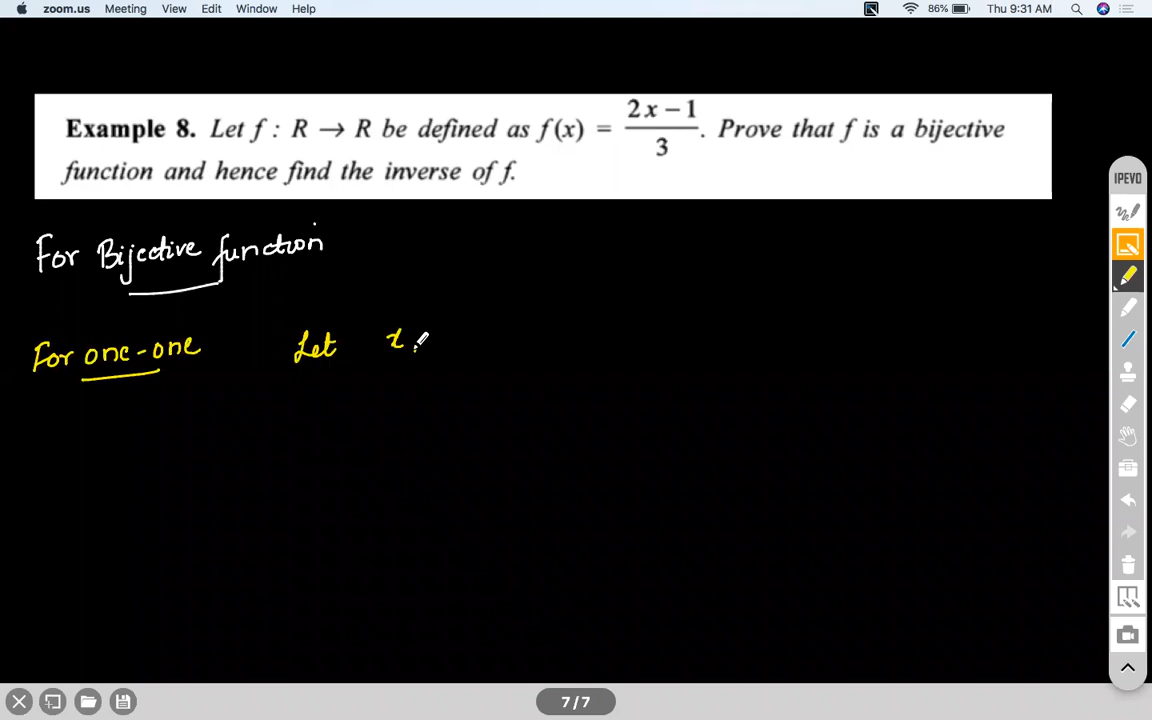 zoom.us Meeting View Edit Window Help 86% Thu 9:31 AM
Example 8. Let f : R → R be defined as f(x) = (2x − 1)/3. Prove that f is a bijective
function and hence find the inverse of f.
IPEVO
For Bijective function
For one-one Let x
7/7